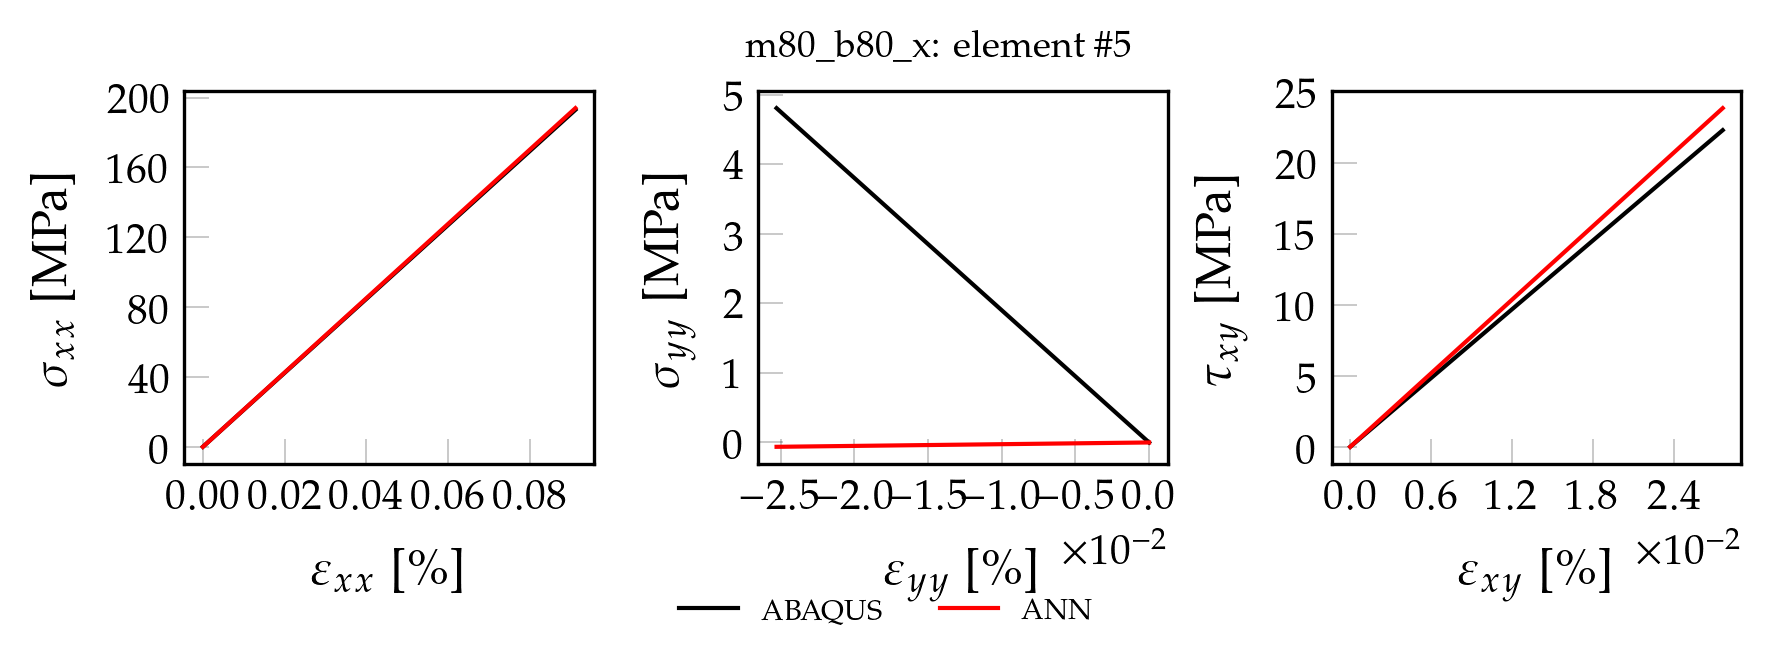 m80_b80_x: element #5
200
160
120
80
40
0
σxx [MPa]
0.00 0.02 0.04 0.06 0.08
εxx [%]
5
4
3
2
1
0
σyy [MPa]
−2.5 −2.0 −1.5 −1.0 −0.5 0.0
×10−2
εyy [%]
25
20
15
10
5
0
τxy [MPa]
0.0 0.6 1.2 1.8 2.4
×10−2
εxy [%]
ABAQUS ANN